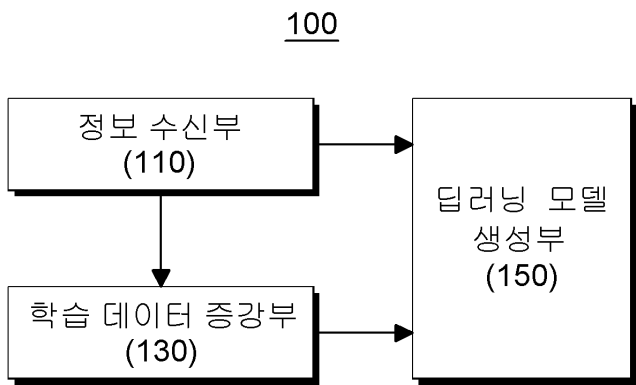 100
정보 수신부
(110)
딥러닝 모델
생성부
(150)
학습 데이터 증강부
(130)